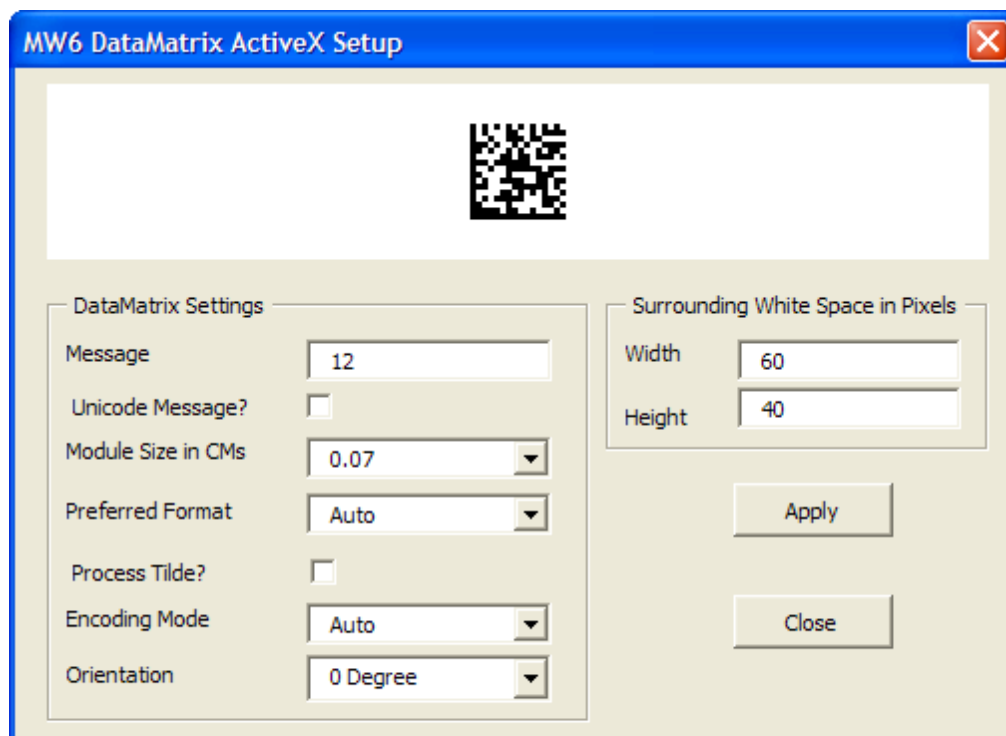 MW6 DataMatrix ActiveX Setup
DataMatrix Settings
Message 12
Unicode Message?
Module Size in CMs 0.07
Preferred Format Auto
Process Tilde?
Encoding Mode Auto
Orientation 0 Degree
Surrounding White Space in Pixels
Width 60
Height 40
Apply
Close